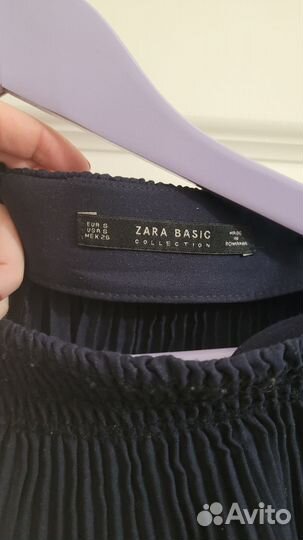 EUR S
USA S
MEX 26
ZARA BASIC
COLLECTION
MADE
IN
ROMANIA
Avito